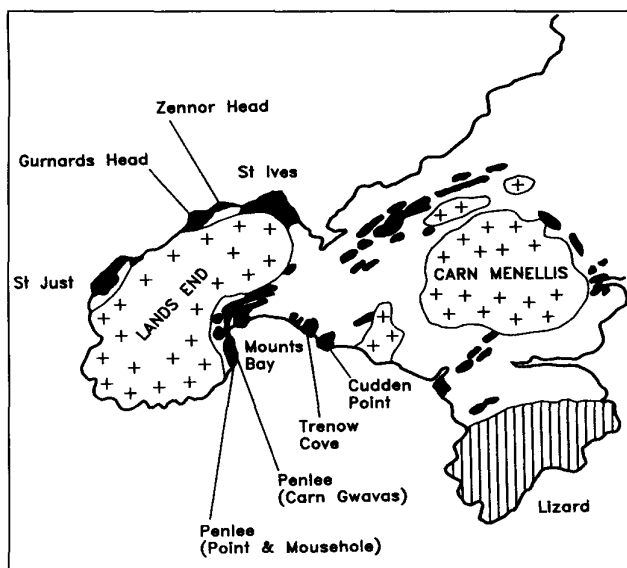 Zennor Head
Gurnards Head
St Ives
St Just
LANDS END
CARN MENELLIS
Mounts
Bay
Cudden
Point
Trenow
Cove
Penlee
(Carn Gwavas)
Lizard
Penlee
(Point & Mousehole)